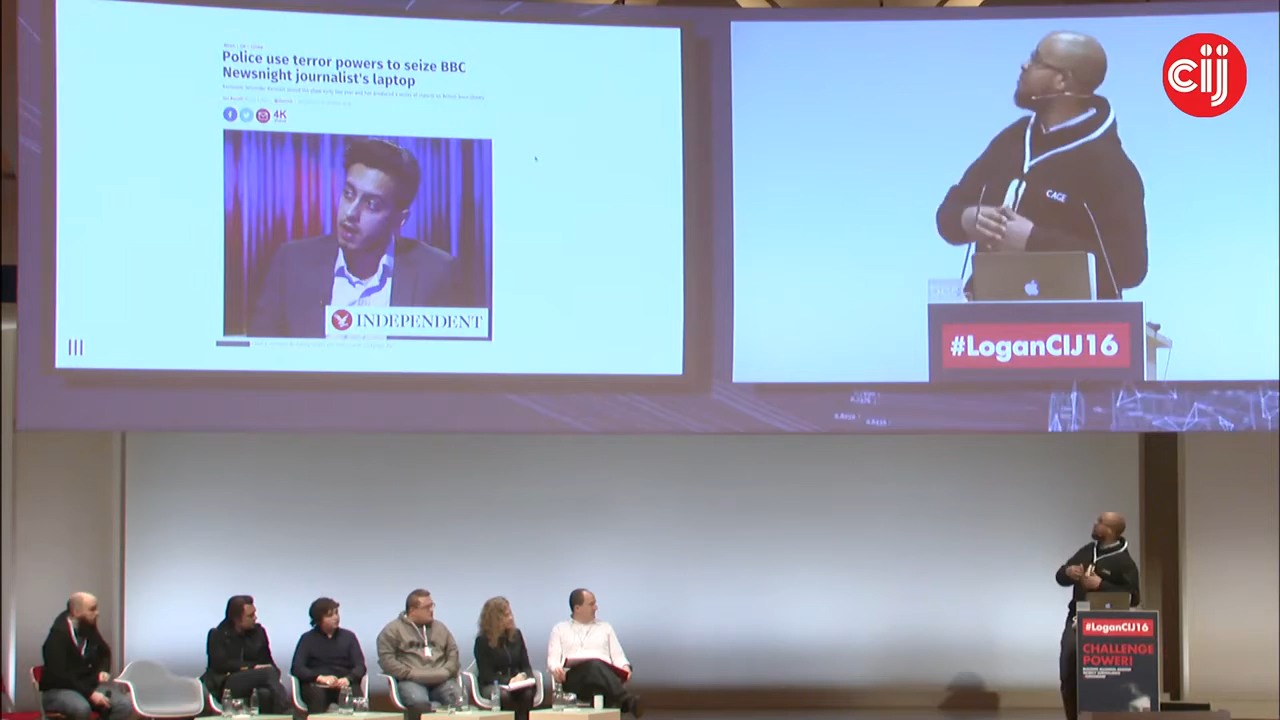 Police use terror powers to seize BBC
Newsnight journalist's laptop
4K
INDEPENDENT
cij
CAGE
#LoganCIJ16
#LoganCIJ16
CHALLENGE
POWER!